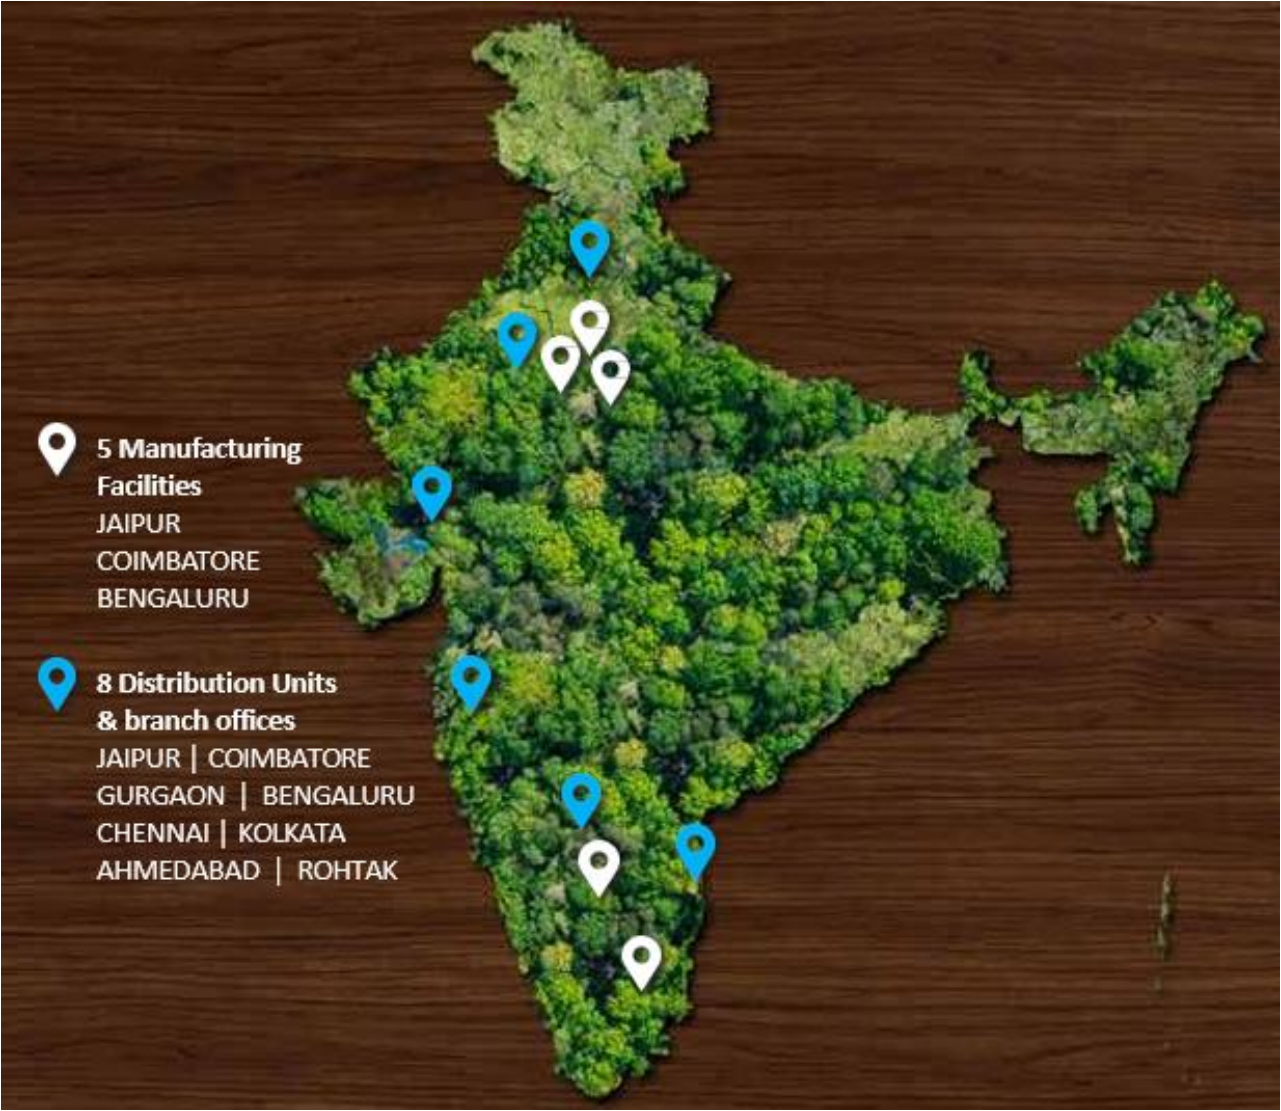 5 Manufacturing
Facilities
JAIPUR
COIMBATORE
BENGALURU
8 Distribution Units
& branch offices
JAIPUR | COIMBATORE
GURGAON | BENGALURU
CHENNAI | KOLKATA
AHMEDABAD | ROHTAK